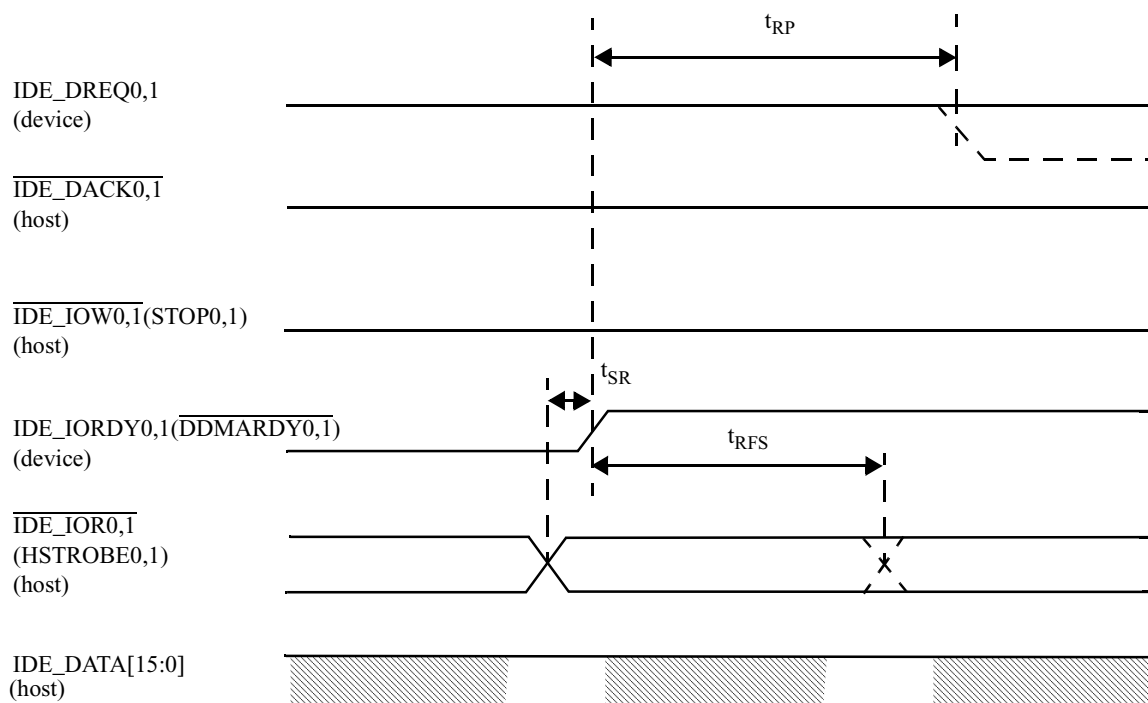 t_RP
IDE_DREQ0,1
(device)
IDE_DACK0,1
(host)
IDE_IOW0,1(STOP0,1)
(host)
t_SR
IDE_IORDY0,1(DDMARDY0,1)
(device)
t_RFS
IDE_IOR0,1
(HSTROBE0,1)
(host)
IDE_DATA[15:0]
(host)